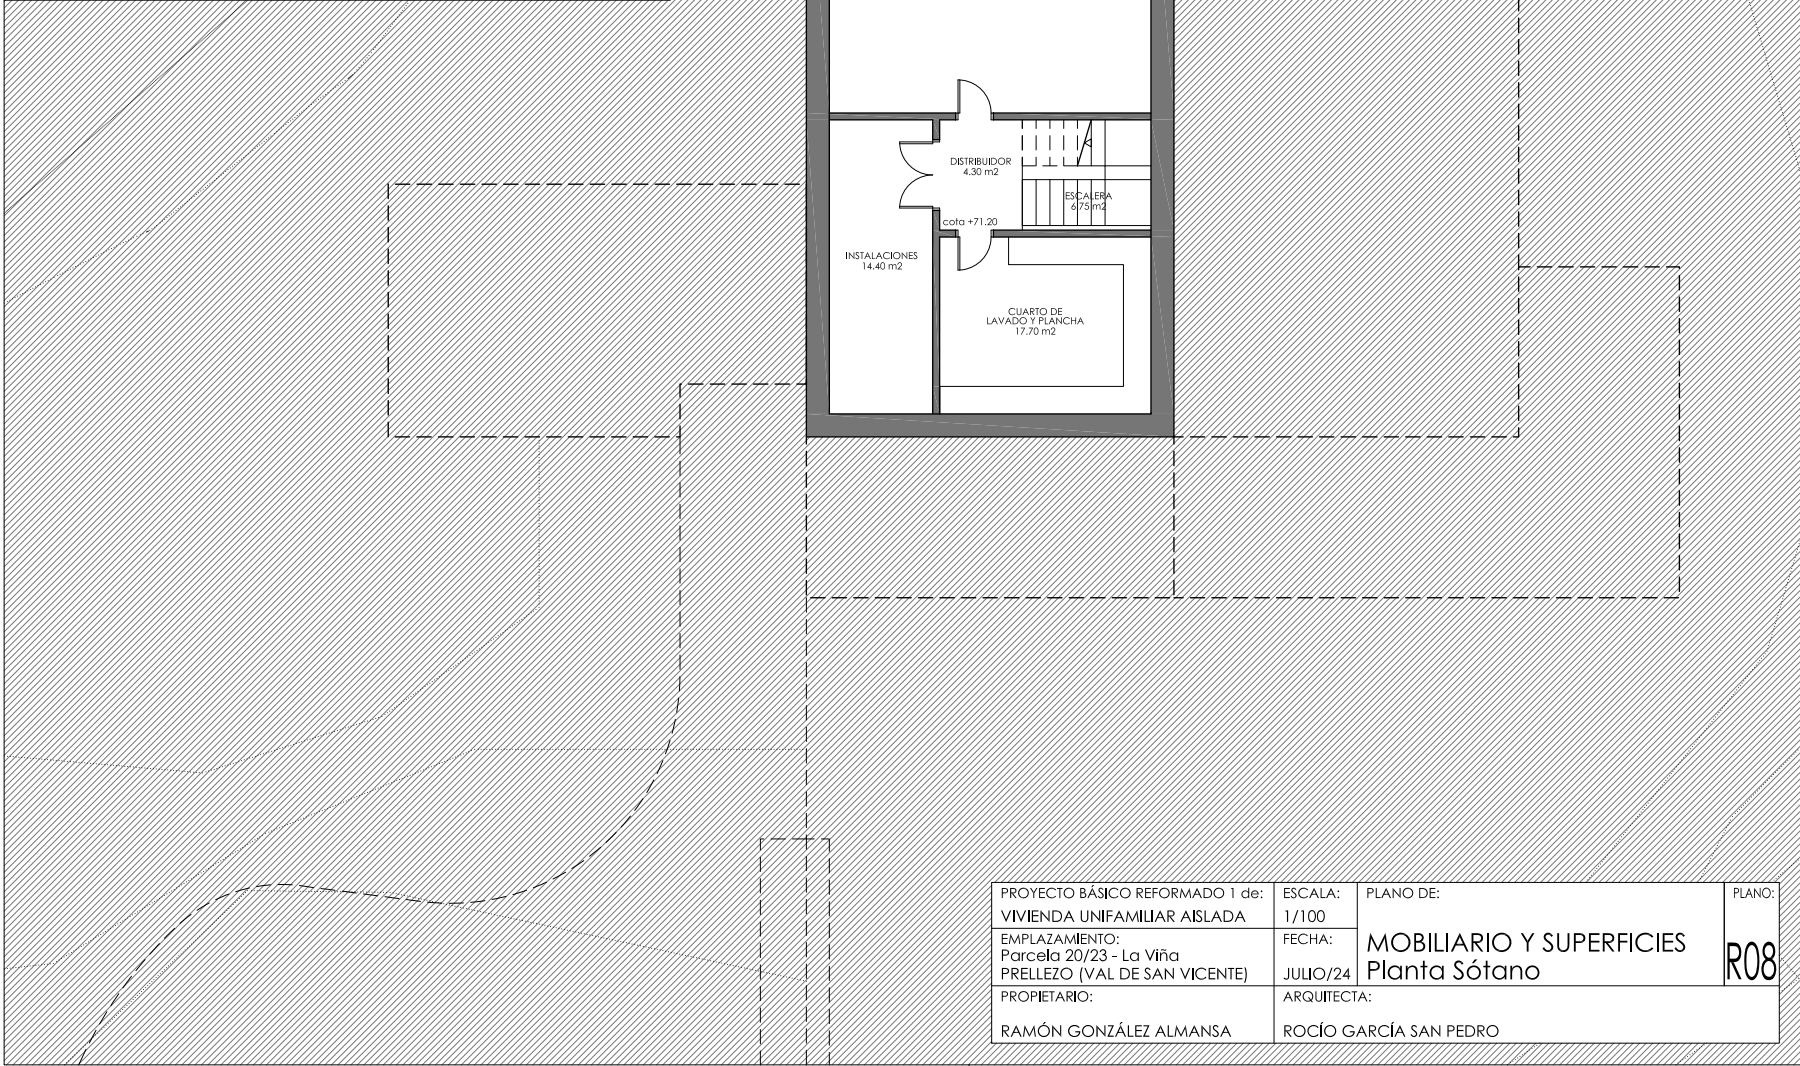 DISTRIBUIDOR
4.30 m2
ESCALERA
6.75 m2
cota +71.20
INSTALACIONES
14.40 m2
CUARTO DE
LAVADO Y PLANCHA
17.70 m2
PROYECTO BÁSICO REFORMADO 1 de:
VIVIENDA UNIFAMILIAR AISLADA
ESCALA:
1/100
PLANO DE:
MOBILIARIO Y SUPERFICIES
Planta Sótano
PLANO:
R08
EMPLAZAMIENTO:
Parcela 20/23 - La Viña
PRELLEZO (VAL DE SAN VICENTE)
FECHA:
JULIO/24
PROPIETARIO:
RAMÓN GONZÁLEZ ALMANSA
ARQUITECTA:
ROCÍO GARCÍA SAN PEDRO